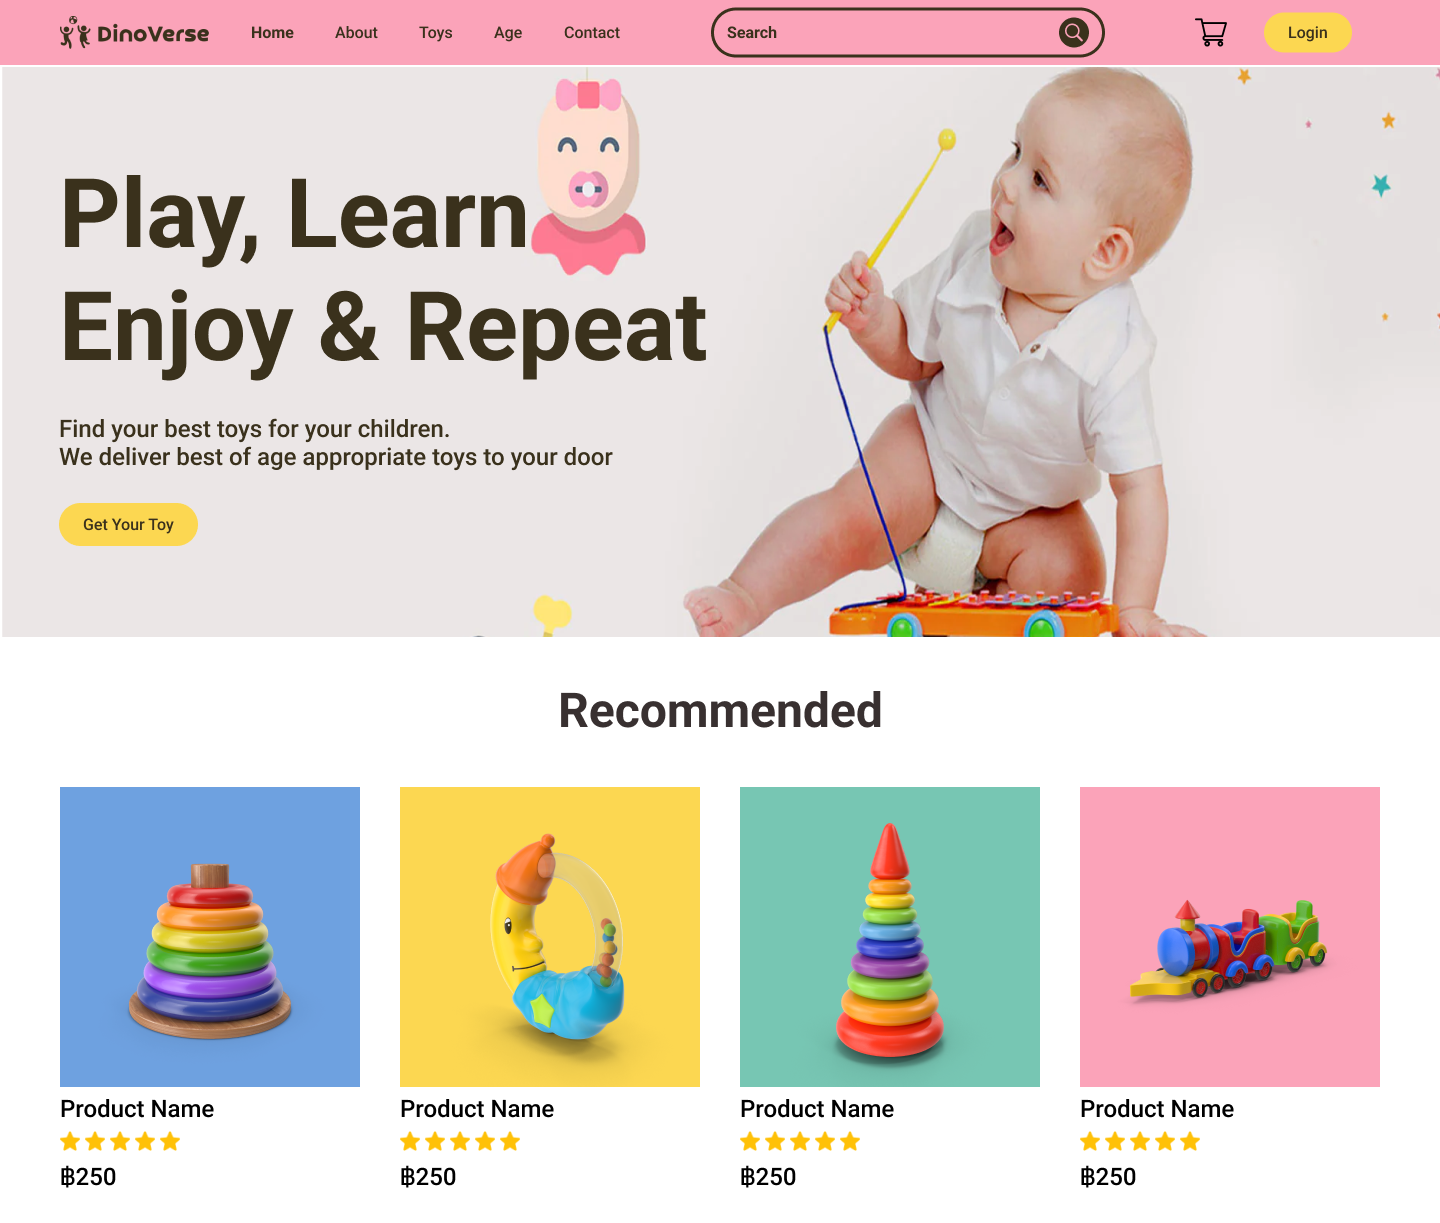 DinoVerse
Home
About
Toys
Age
Contact
Search
Login
Play, Learn
Enjoy & Repeat
Find your best toys for your children.
We deliver best of age appropriate toys to your door
Get Your Toy
Recommended
Product Name
฿250
Product Name
฿250
Product Name
฿250
Product Name
฿250